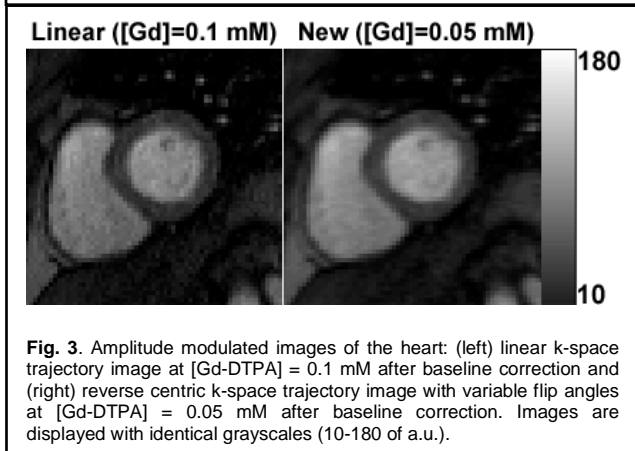 Linear ([Gd]=0.1 mM) New ([Gd]=0.05 mM)
180
10
Fig. 3. Amplitude modulated images of the heart: (left) linear k-space
trajectory image at [Gd-DTPA] = 0.1 mM after baseline correction and
(right) reverse centric k-space trajectory image with variable flip angles
at [Gd-DTPA] = 0.05 mM after baseline correction. Images are
displayed with identical grayscales (10-180 of a.u.).